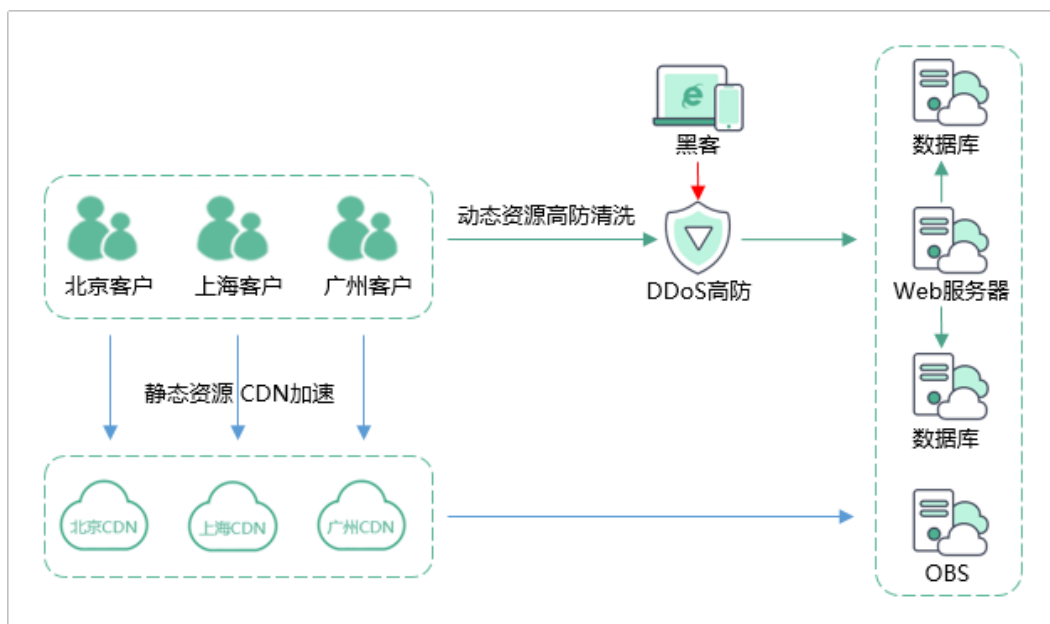 黑客
数据库
动态资源高防清洗
北京客户
上海客户
广州客户
DDoS高防
Web服务器
静态资源 CDN加速
数据库
北京CDN
上海CDN
广州CDN
OBS